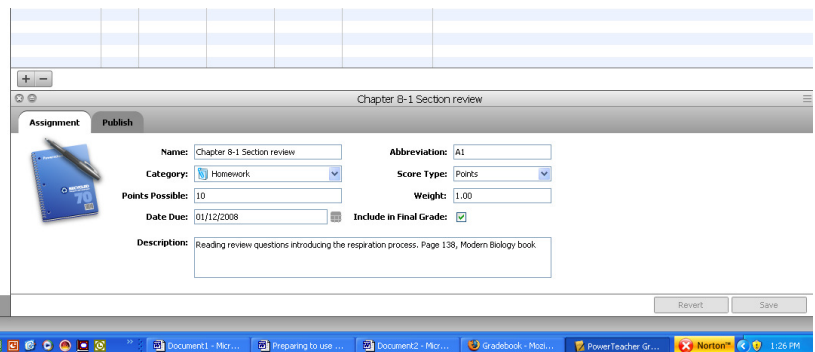 Chapter 8-1 Section review
Assignment Publish
Name: Chapter 8-1 Section review Abbreviation: A1
Category: Homework Score Type: Points
Points Possible: 10 Weight: 1.00
Date Due: 01/12/2008 Include in Final Grade:
Description: Reading review questions introducing the respiration process. Page 138, Modern Biology book
70
Revert Save
Document1 - Micr... Preparing to use ... Document2 - Micr... Gradebook - Mozi... PowerTeacher Gr... Norton™ 1:26 PM